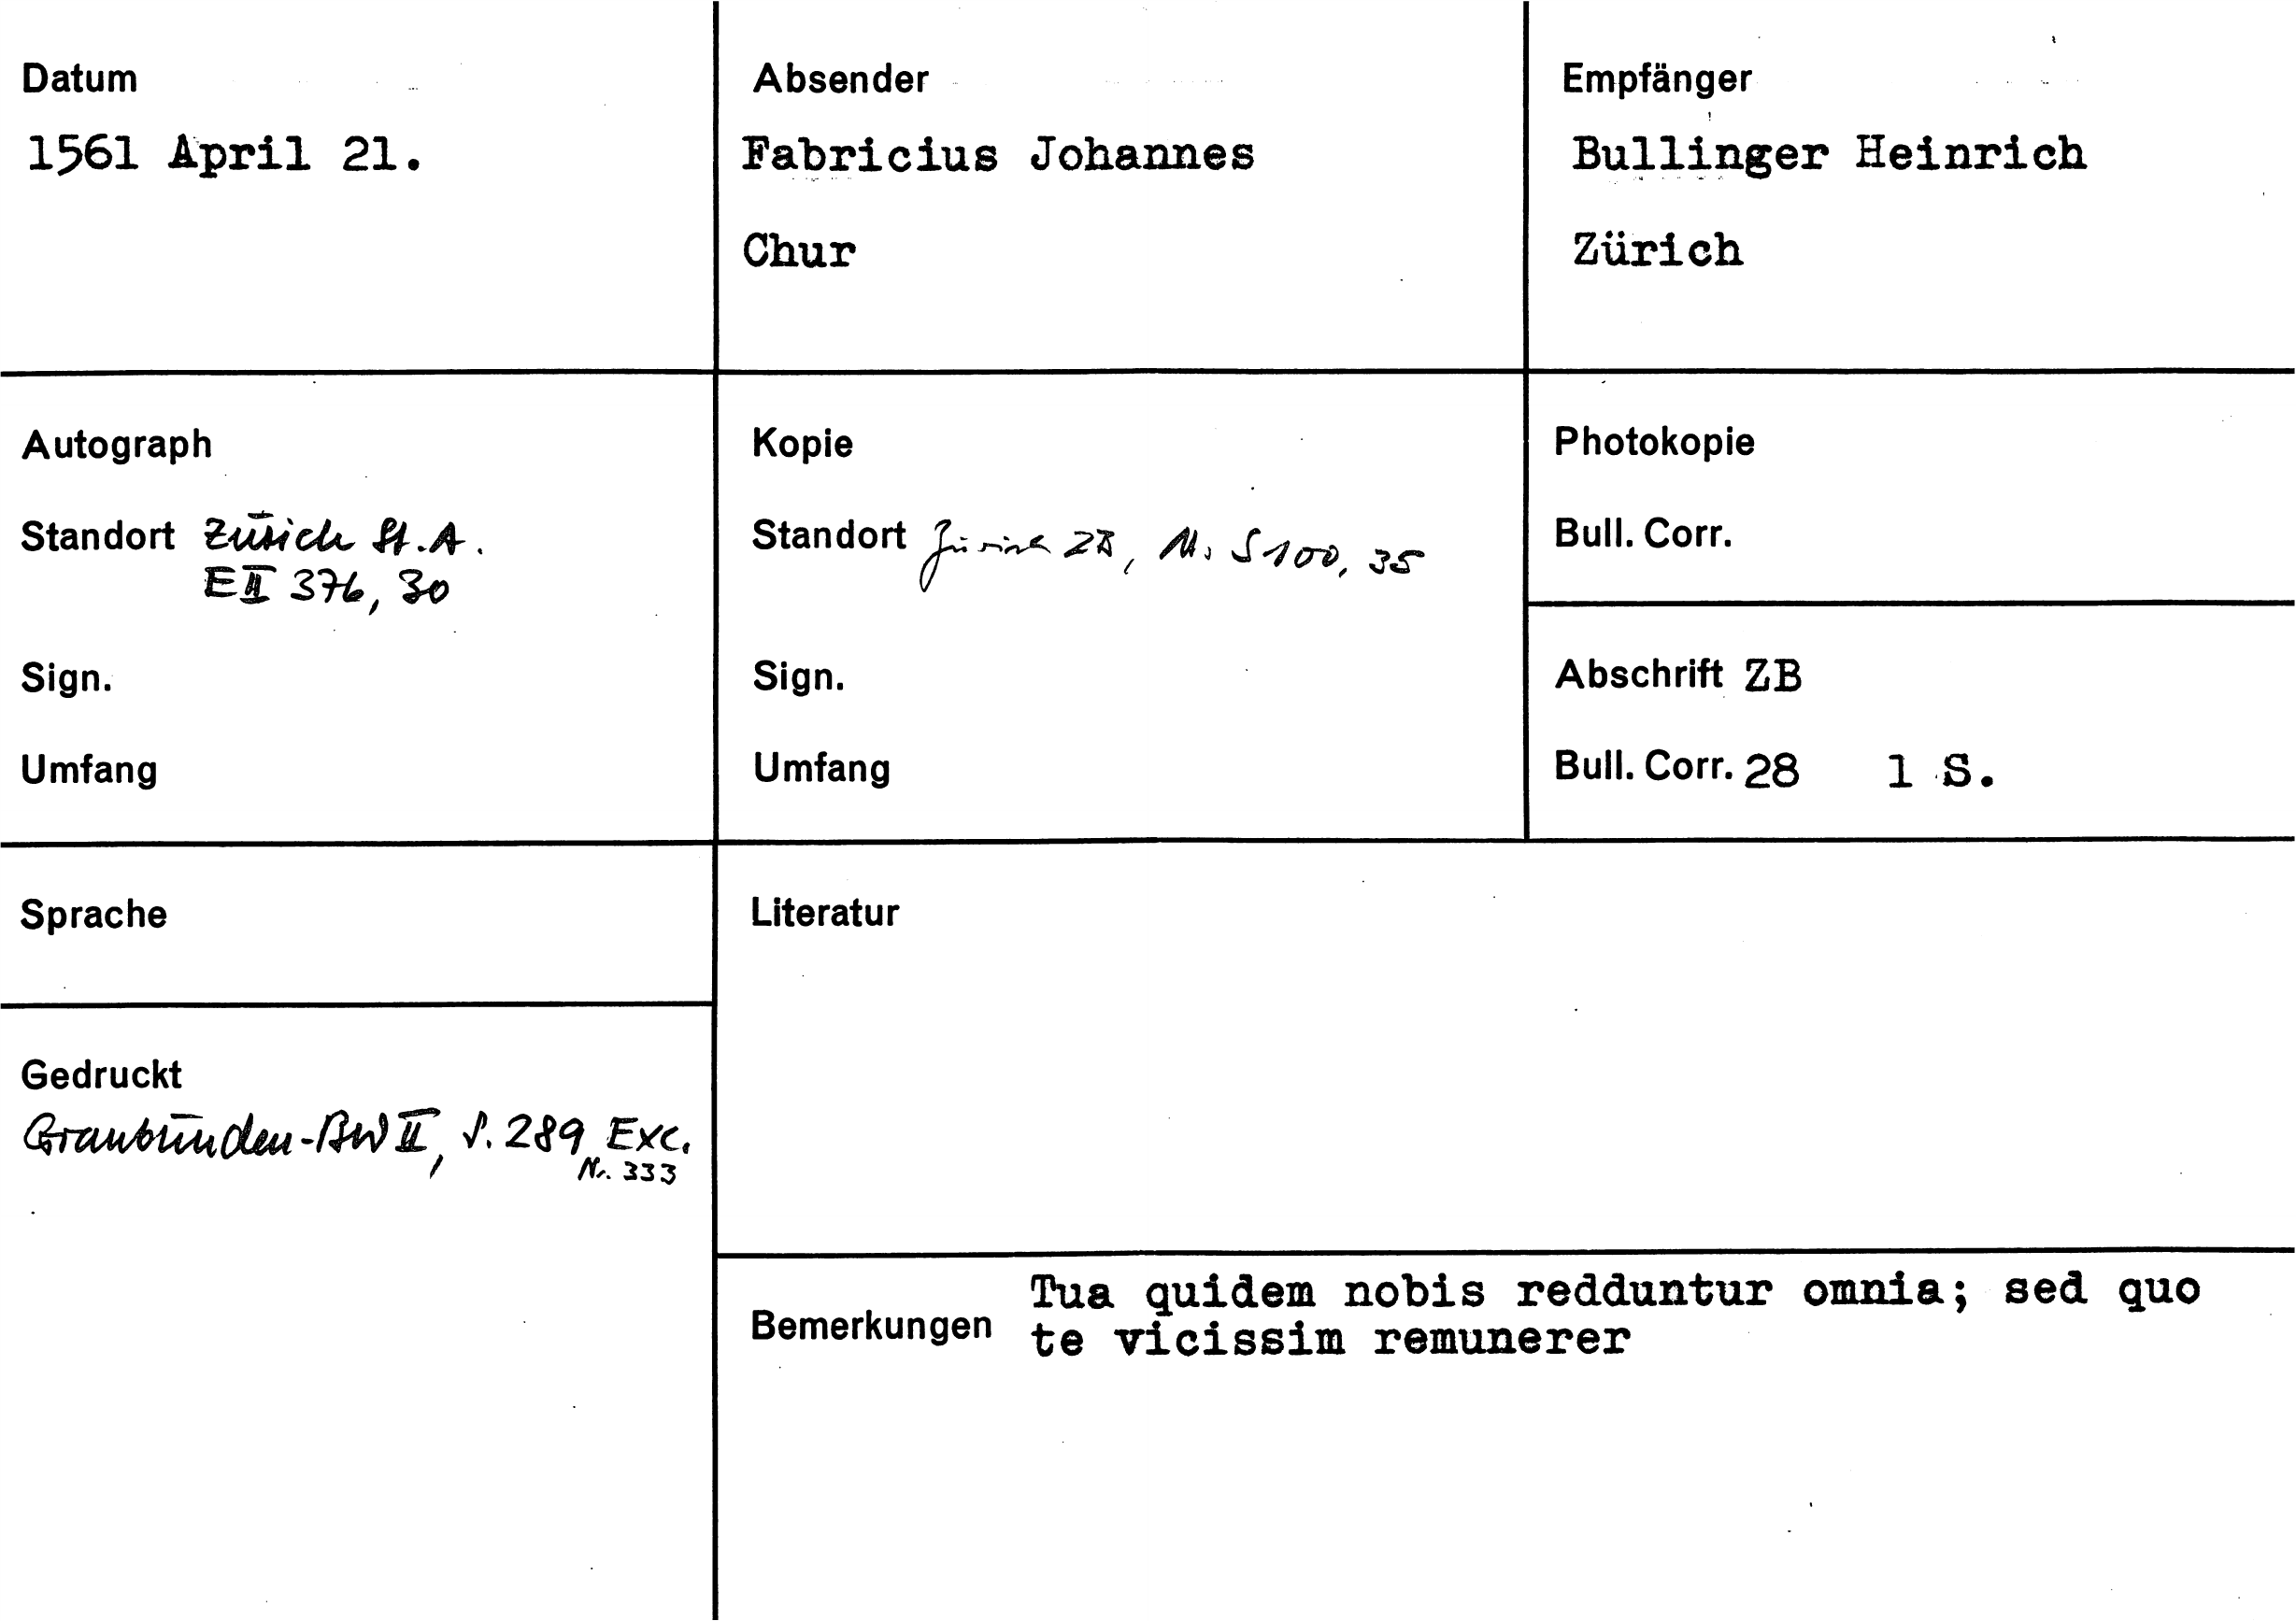 Datum
1561 April 21.
Absender
Fabricius Johannes
Chur
Empfänger
Bullinger Heinrich
Zürich
Autograph
Standort Zürich St.A.
E II 376, 30
Sign.
Umfang
Kopie
Standort Zürich ZB, Ms S 100, 35
Sign.
Umfang
Photokopie
Bull. Corr.
Abschrift ZB
Bull. Corr. 28 1 S.
Sprache
Gedruckt
Graubünden-BW II, S. 289 Exc.
Nr. 333
Literatur
Bemerkungen Tua quidem nobis redduntur omnia; sed quo
te vicissim remunerer